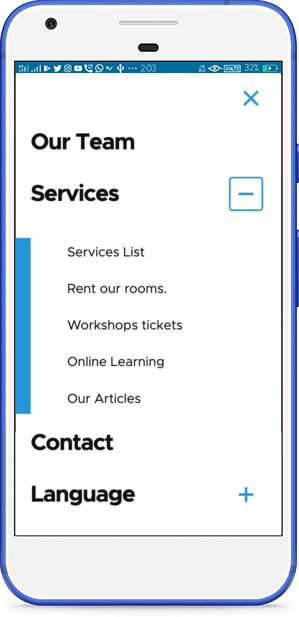 2:03
VOLTE
32%
Our Team
Services
Services List
Rent our rooms.
Workshops tickets
Online Learning
Our Articles
Contact
Language